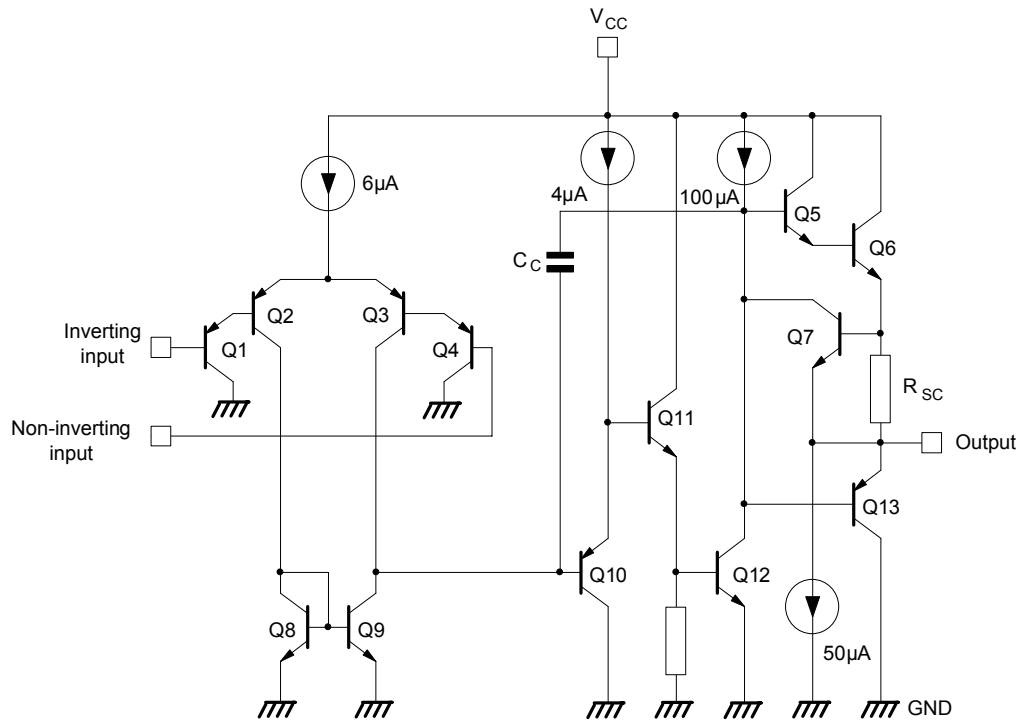 VCC
6µA
4µA
100µA
Q5
Q6
CC
Q2
Q3
Q7
Inverting
input
Q1
Q4
RSC
Non-inverting
input
Q11
Output
Q13
Q10
Q12
Q8
Q9
50µA
GND